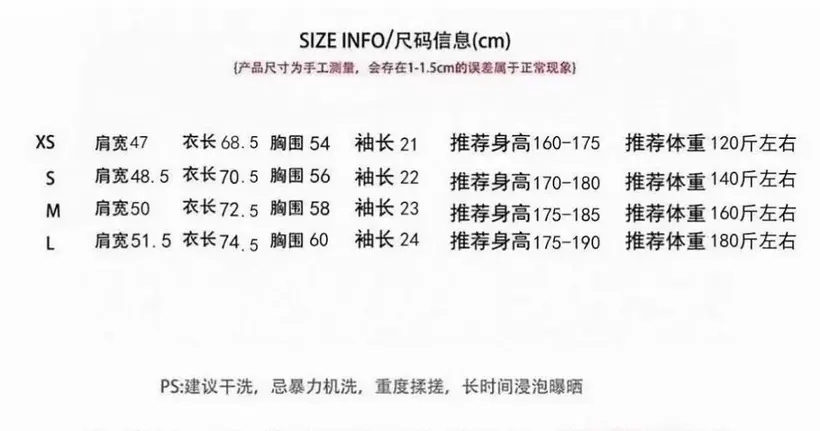 SIZE INFO/尺码信息(cm)
{产品尺寸为手工测量，会存在1-1.5cm的误差属于正常现象}
XS 肩宽47 衣长68.5 胸围54 袖长21 推荐身高160-175 推荐体重120斤左右
S 肩宽48.5 衣长70.5 胸围56 袖长22 推荐身高170-180 推荐体重140斤左右
M 肩宽50 衣长72.5 胸围58 袖长23 推荐身高175-185 推荐体重160斤左右
L 肩宽51.5 衣长74.5 胸围60 袖长24 推荐身高175-190 推荐体重180斤左右
PS:建议干洗，忌暴力机洗，重度揉搓，长时间浸泡曝晒